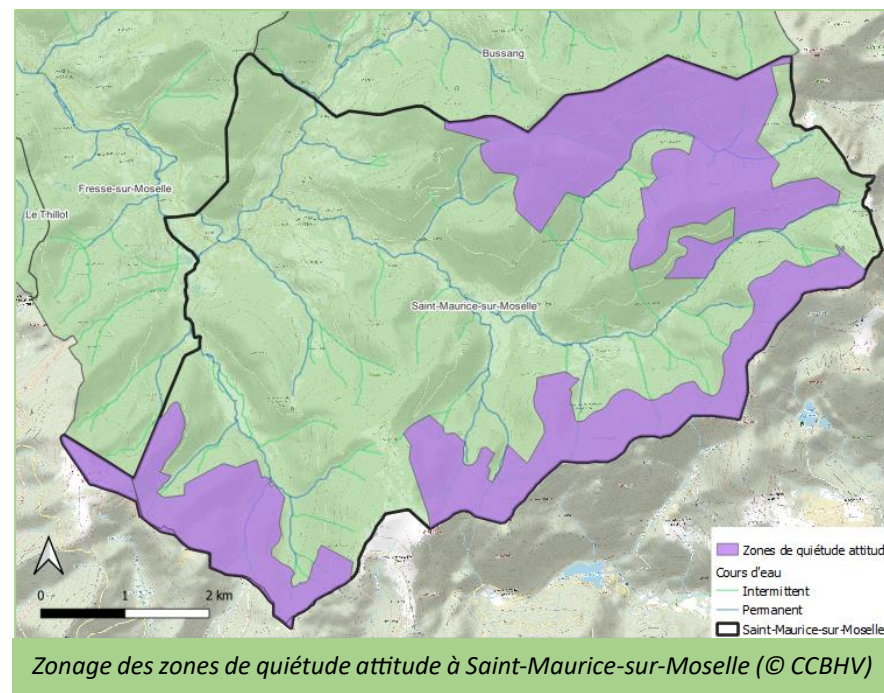 Bussang
Fresse-sur-Moselle
Le Thillot
Saint-Maurice-sur-Moselle
0 1 2 km
Zones de quiétude attitud
Cours d'eau
Intermittent
Permanent
Saint-Maurice-sur-Moselle
Zonage des zones de quiétude attitude à Saint-Maurice-sur-Moselle (© CCBHV)